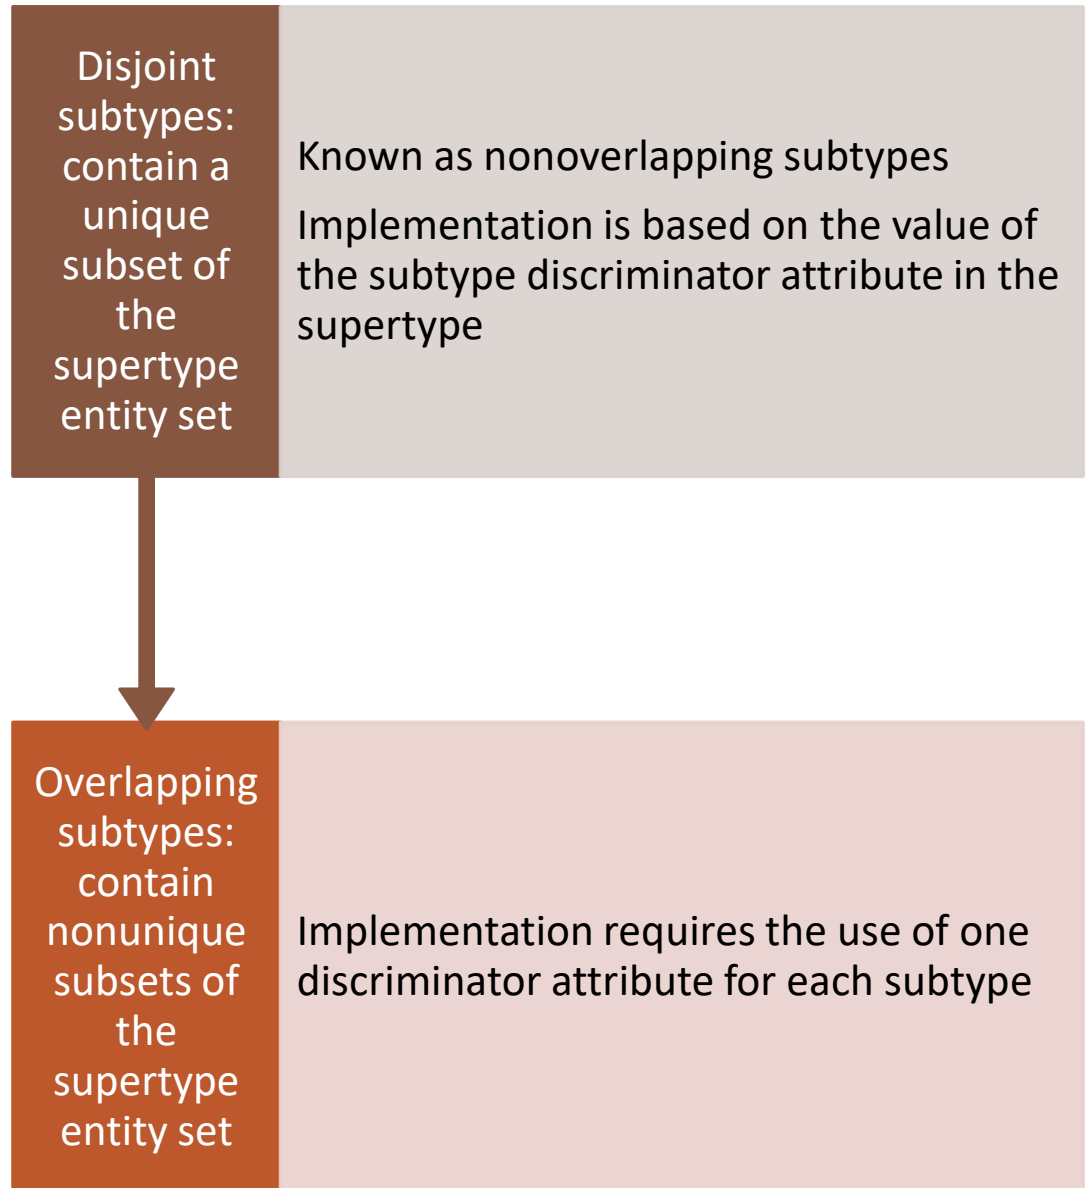 Disjoint
subtypes:
contain a
unique
subset of
the
supertype
entity set
Known as nonoverlapping subtypes
Implementation is based on the value of
the subtype discriminator attribute in the
supertype
Overlapping
subtypes:
contain
nonunique
subsets of
the
supertype
entity set
Implementation requires the use of one
discriminator attribute for each subtype